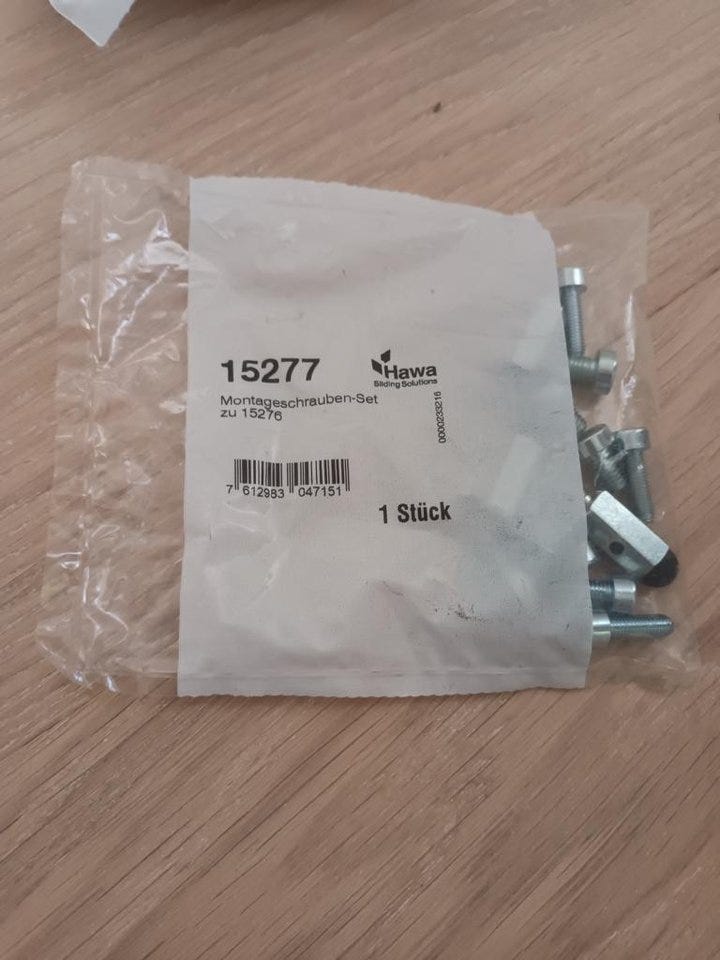 15277
Hawa
Sliding Solutions
Montageschrauben-Set
zu 15276
0000233216
7 612983 047151
1 Stück